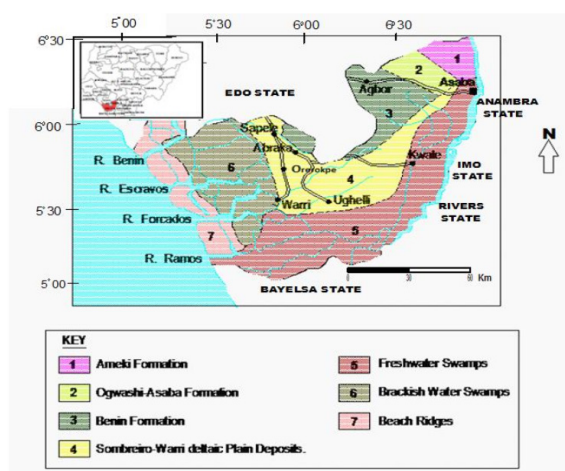 5°00' 5°30' 6°00' 6°30'
6°30'
1
2
Asaba
EDO STATE
Agbor
ANAMBRA
STATE
3
6°00'
Sapele
Abraka
N
R. Benin
Kwale
IMO
STATE
6
Ororokpe
4
R. Escravos
Warri
Ughelli
RIVERS
STATE
5°30'
R. Forcados
7
5
R. Ramos
0 60
Km
5°00'
BAYELSA STATE
KEY
1 Ameki Formation
2 Ogwashi-Asaba Formation
3 Benin Formation
4 Sombreiro-Warri deltaic Plain Deposits.
5 Freshwater Swamps
6 Brackish Water Swamps
7 Beach Ridges